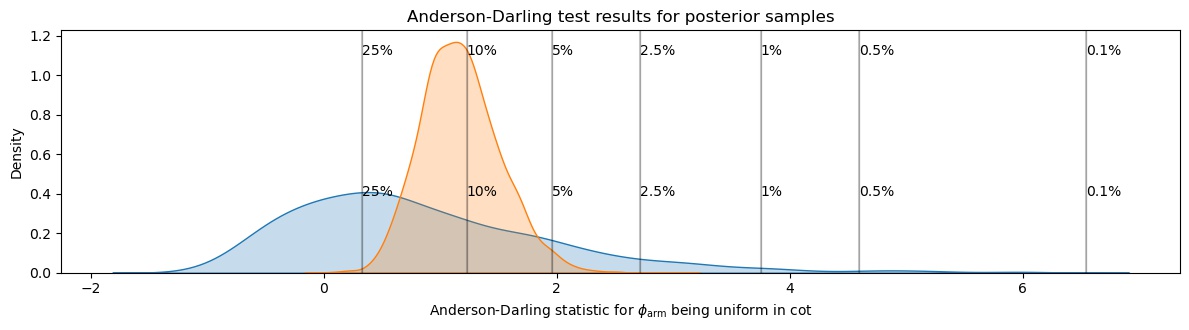 Anderson-Darling test results for posterior samples
1.2
1.0
0.8
0.6
0.4
0.2
0.0
Density
25% 10% 5% 2.5% 1% 0.5% 0.1%
25% 10% 5% 2.5% 1% 0.5% 0.1%
−2 0 2 4 6
Anderson-Darling statistic for ϕarm being uniform in cot